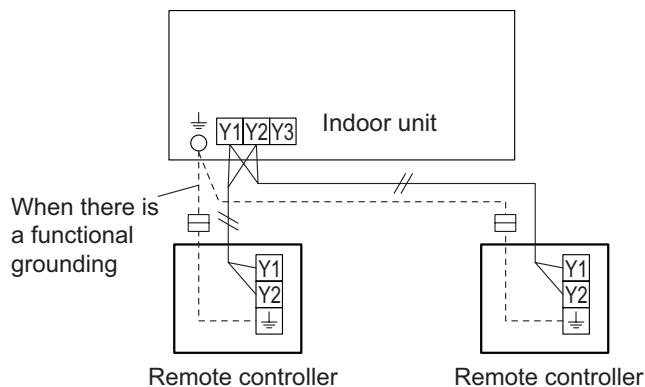 Y1 Y2 Y3
Indoor unit
When there is
a functional
grounding
Y1
Y2
Y1
Y2
Remote controller
Remote controller